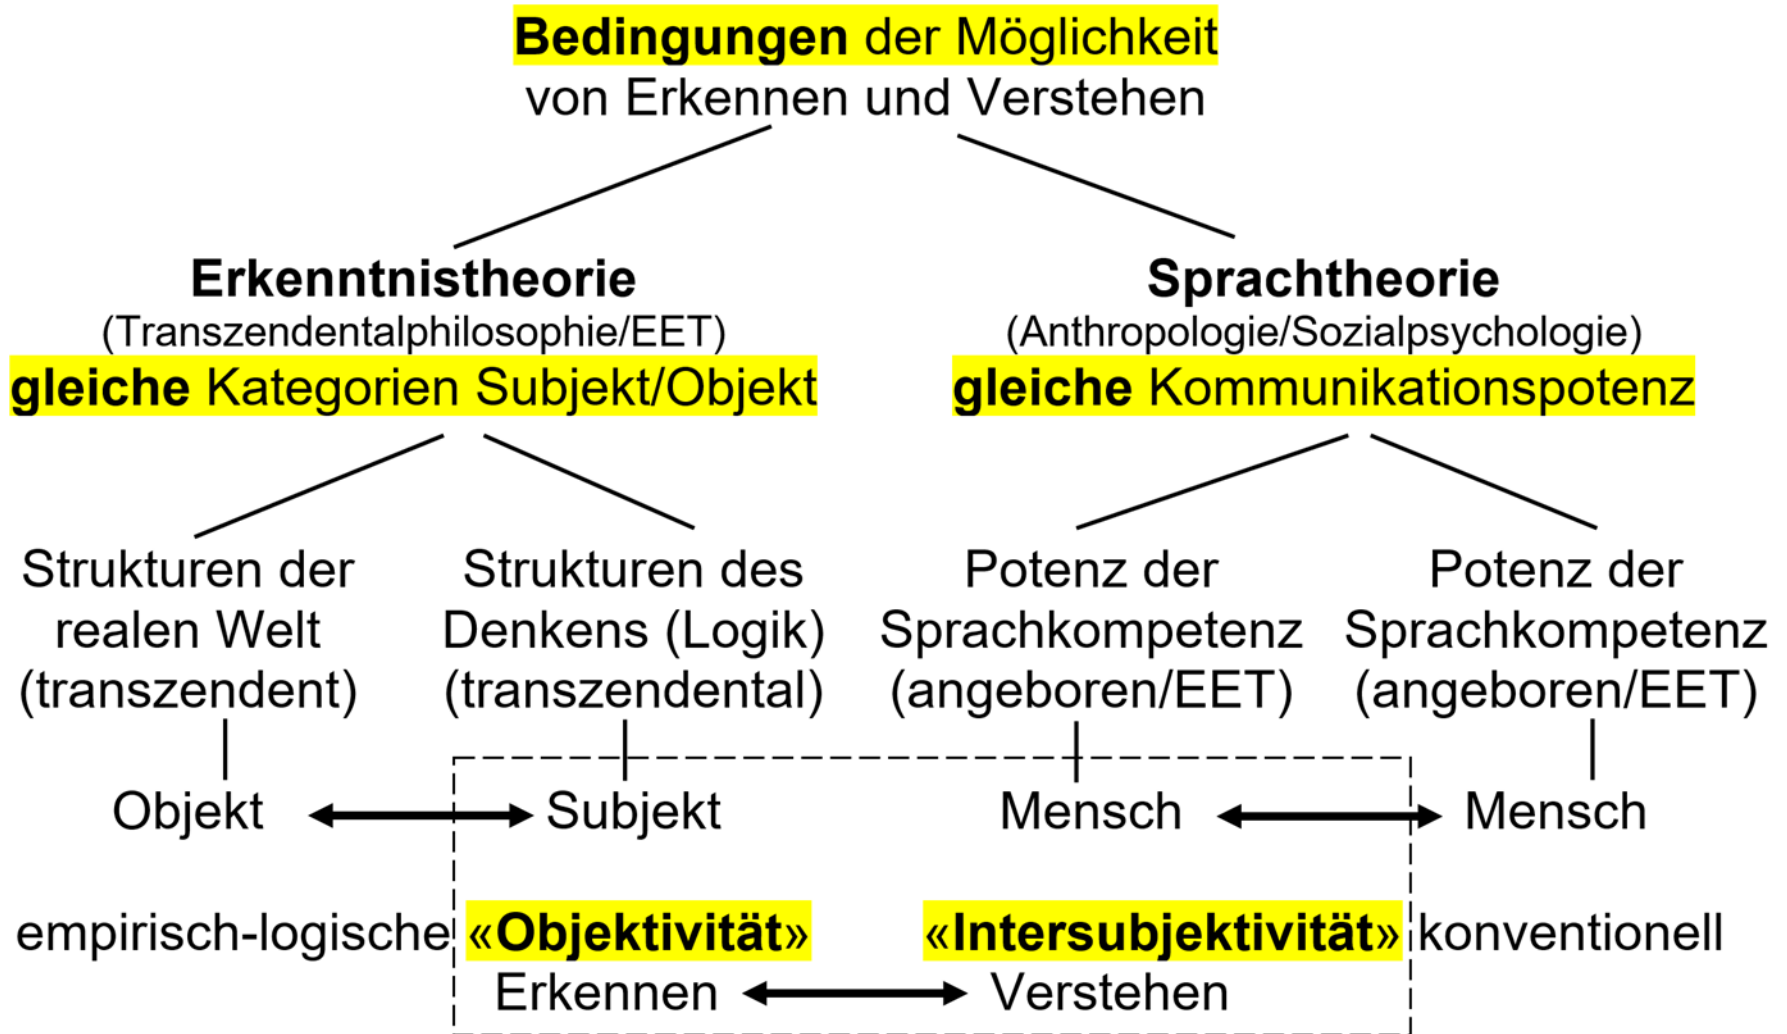 Bedingungen der Möglichkeit
von Erkennen und Verstehen
Erkenntnistheorie
(Transzendentalphilosophie/EET)
gleiche Kategorien Subjekt/Objekt
Sprachtheorie
(Anthropologie/Sozialpsychologie)
gleiche Kommunikationspotenz
Strukturen der
realen Welt
(transzendent)
Strukturen des
Denkens (Logik)
(transzendental)
Potenz der
Sprachkompetenz
(angeboren/EET)
Potenz der
Sprachkompetenz
(angeboren/EET)
Objekt
Subjekt
Mensch
Mensch
empirisch-logische «Objektivität»
«Intersubjektivität» konventionell
Erkennen
Verstehen